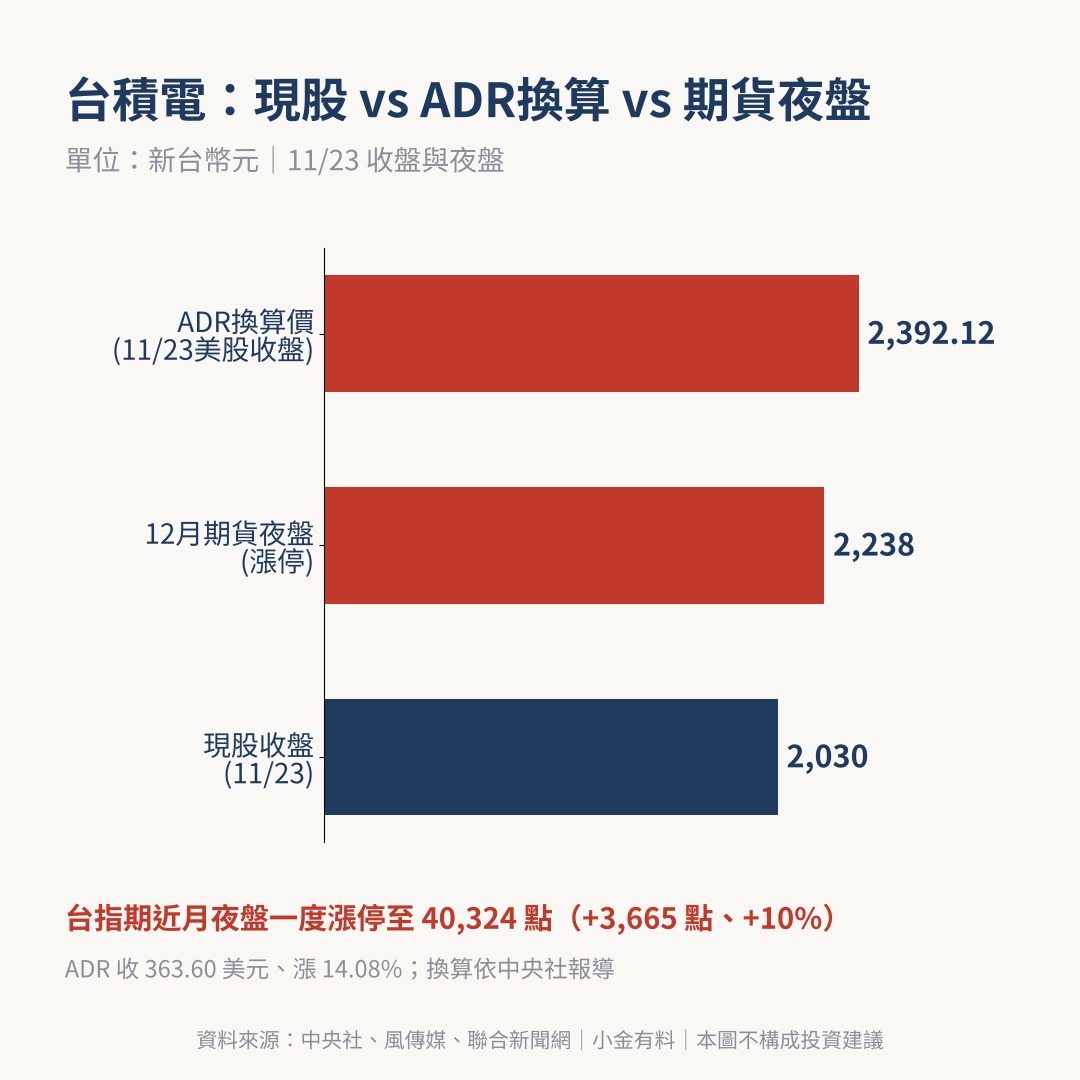 台積電：現股 vs ADR換算 vs 期貨夜盤
單位：新台幣元｜11/23 收盤與夜盤
ADR換算價
(11/23美股收盤)
2,392.12
12月期貨夜盤
(漲停)
2,238
現股收盤
(11/23)
2,030
台指期近月夜盤一度漲停至 40,324 點（+3,665 點、+10%）
ADR 收 363.60 美元、漲 14.08%；換算依中央社報導
資料來源：中央社、風傳媒、聯合新聞網｜小金有料｜本圖不構成投資建議